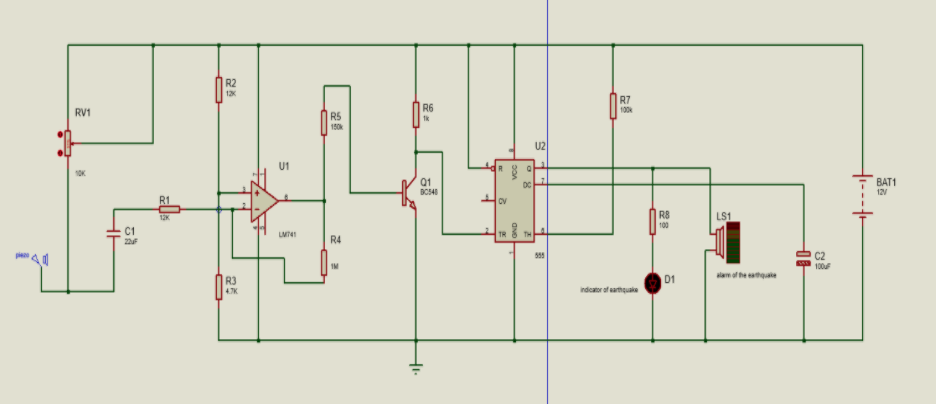 RV1
10K
piezo
C1
22uF
R1
12K
R2
12K
R3
4.7K
U1
3
2
6
7
1
4
5
LM741
R5
150k
R4
1M
R6
1k
Q1
BC548
U2
8
4
R
VCC
Q
3
DC
7
5
CV
2
TR
GND
TH
6
1
555
R7
100k
R8
100
D1
indicator of earthquake
LS1
alarm of the earthquake
C2
100uF
BAT1
12V